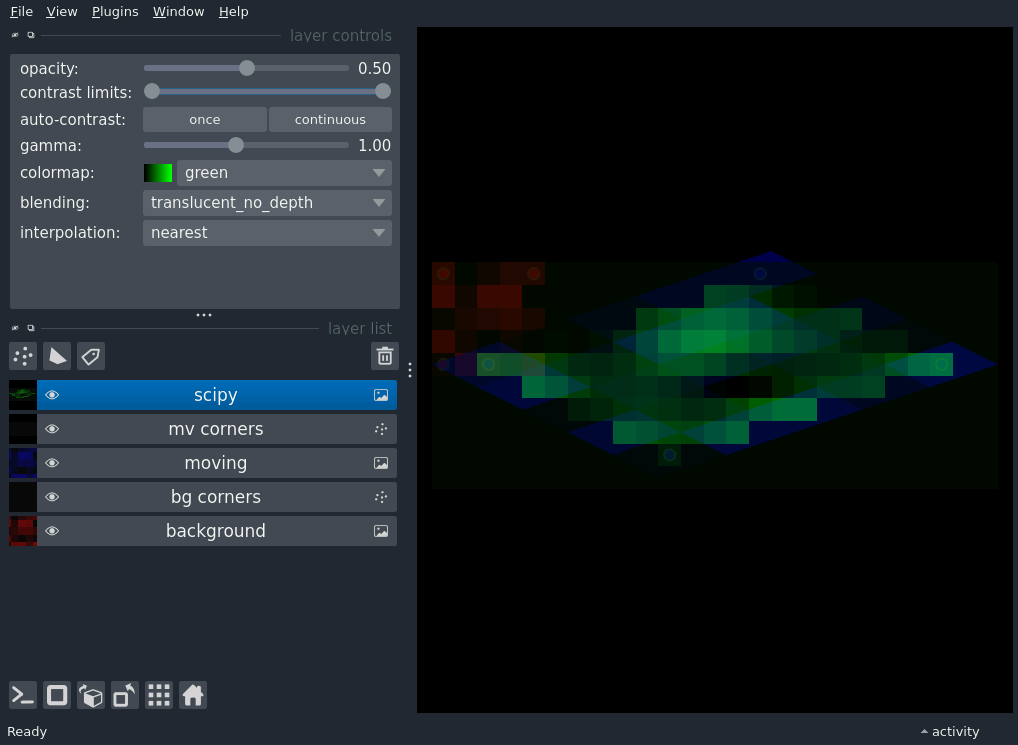 File View Plugins Window Help
layer controls
opacity: 0.50
contrast limits:
auto-contrast: once continuous
gamma: 1.00
colormap: green
blending: translucent_no_depth
interpolation: nearest
layer list
scipy
mv corners
moving
bg corners
background
Ready activity